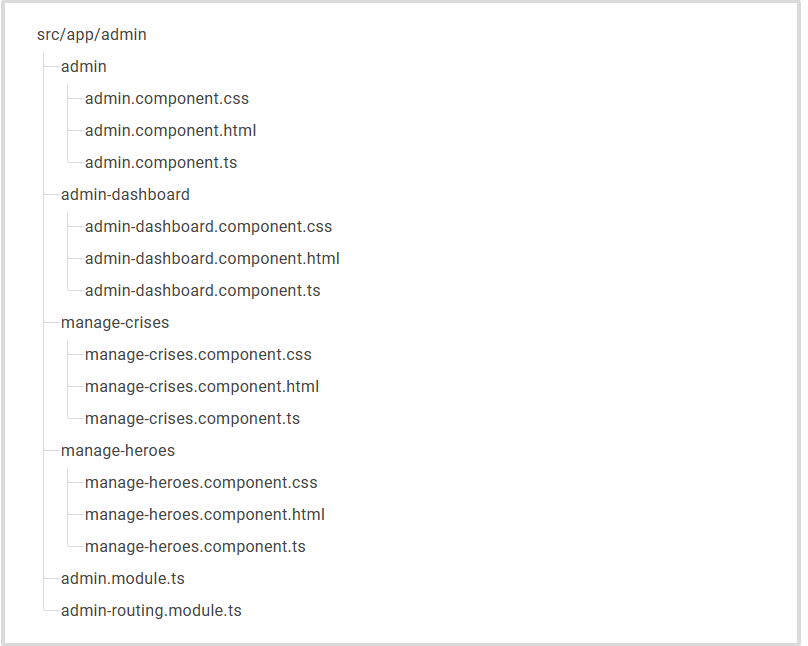 src/app/admin
admin
admin.component.css
admin.component.html
admin.component.ts
admin-dashboard
admin-dashboard.component.css
admin-dashboard.component.html
admin-dashboard.component.ts
manage-crises
manage-crises.component.css
manage-crises.component.html
manage-crises.component.ts
manage-heroes
manage-heroes.component.css
manage-heroes.component.html
manage-heroes.component.ts
admin.module.ts
admin-routing.module.ts